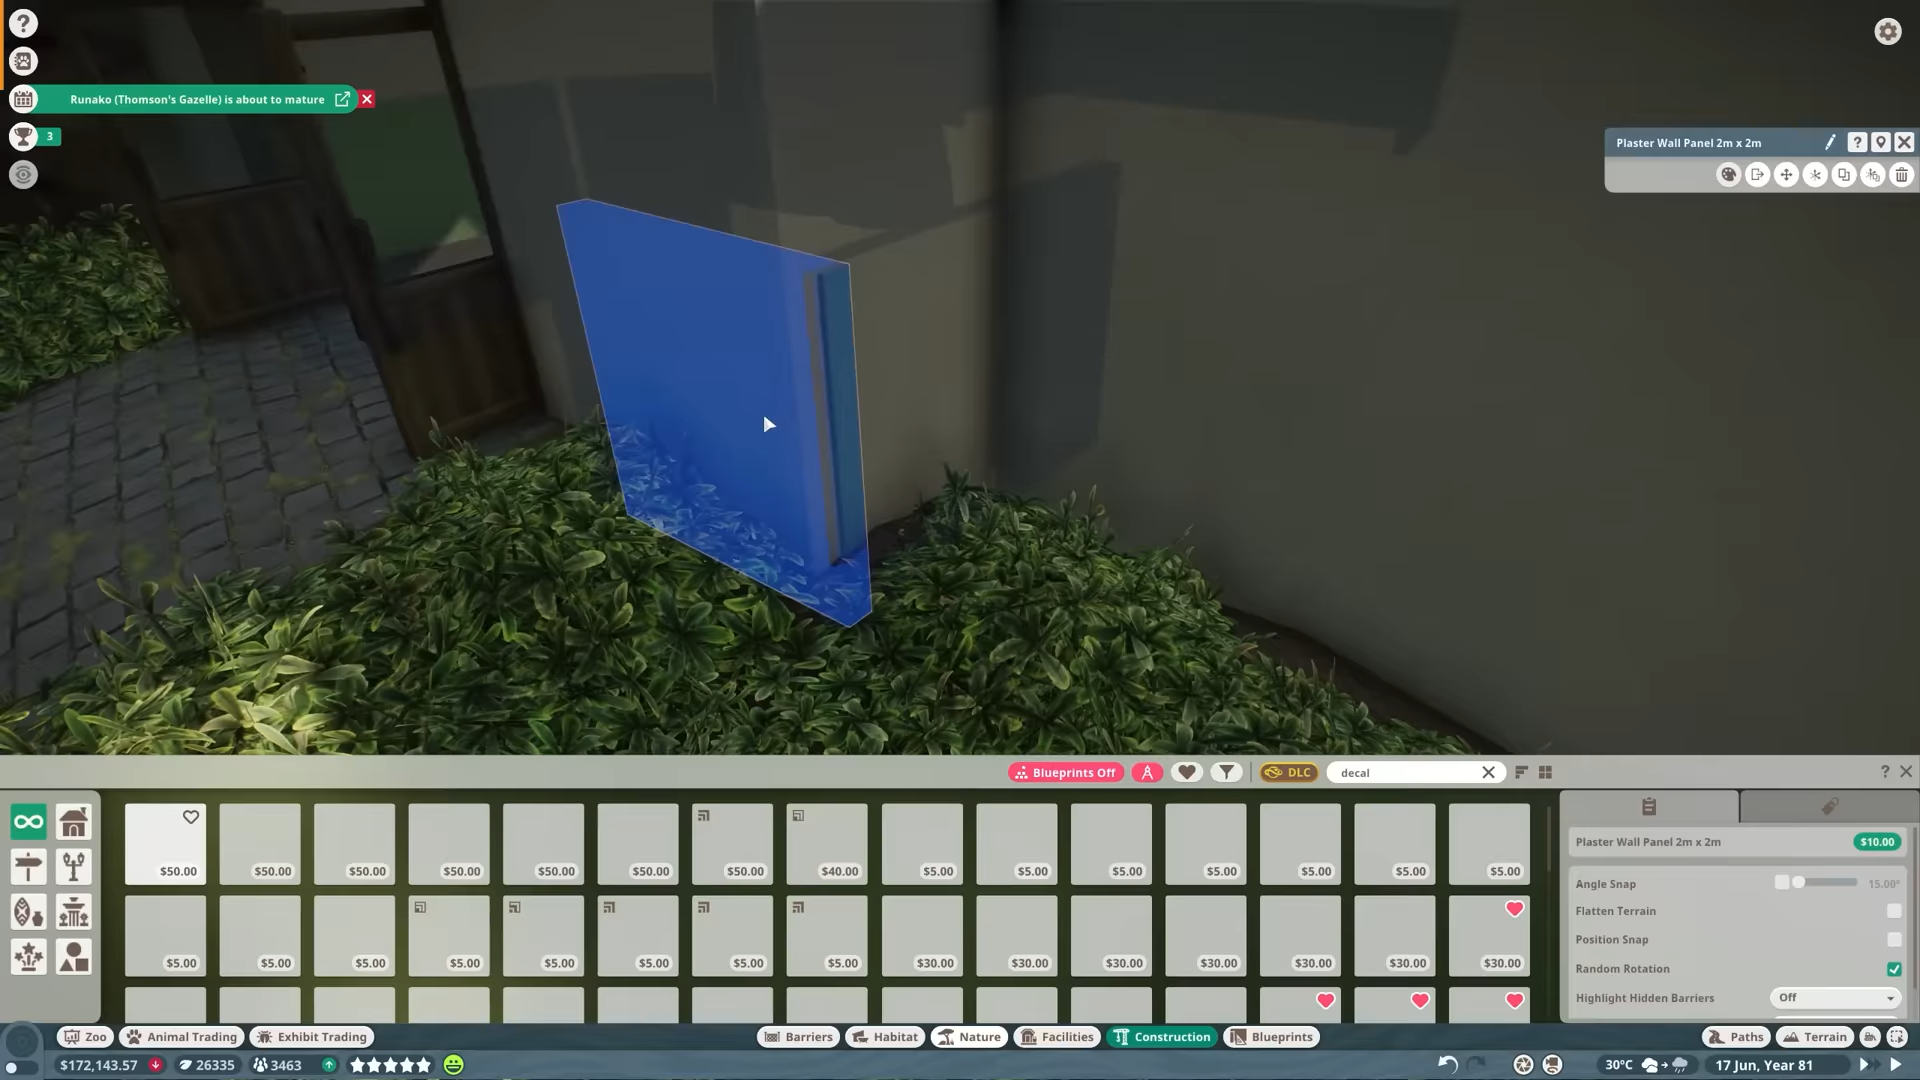 ?
Runako (Thomson's Gazelle) is about to mature
3
Plaster Wall Panel 2m x 2m
?
Blueprints Off
DLC
decal
?
$50.00 $50.00 $50.00 $50.00 $50.00 $50.00 $50.00 $40.00 $5.00 $5.00 $5.00 $5.00 $5.00 $5.00 $5.00
$5.00 $5.00 $5.00 $5.00 $5.00 $5.00 $5.00 $5.00 $30.00 $30.00 $30.00 $30.00 $30.00 $30.00 $30.00
Plaster Wall Panel 2m x 2m $10.00
Angle Snap 15.00°
Flatten Terrain
Position Snap
Random Rotation
Highlight Hidden Barriers Off
Zoo Animal Trading Exhibit Trading Barriers Habitat Nature Facilities Construction Blueprints Paths Terrain
$172,143.57 26335 3463 30°C 17 Jun, Year 81